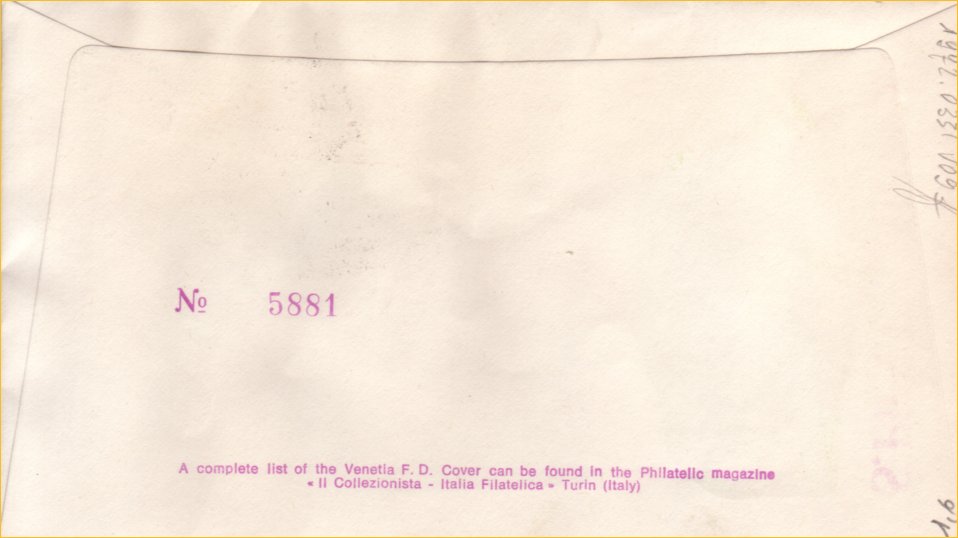 № 5881
A complete list of the Venetia F. D. Cover can be found in the Philatelic magazine
« Il Collezionista - Italia Filatelica » Turin (Italy)